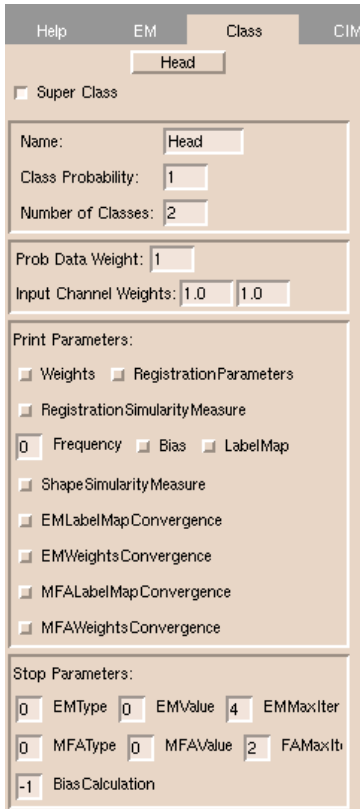 Help EM Class CIM
Head
Super Class
Name: Head
Class Probability: 1
Number of Classes: 2
Prob Data Weight: 1
Input Channel Weights: 1.0 1.0
Print Parameters:
Weights RegistrationParameters
RegistrationSimularityMeasure
0 Frequency Bias LabelMap
ShapeSimularityMeasure
EMLabelMapConvergence
EMWeightsConvergence
MFALabelMapConvergence
MFAWeightsConvergence
Stop Parameters:
0 EMType 0 EMValue 4 EMMaxIter
0 MFAType 0 MFAValue 2 FAMaxIt
-1 BiasCalculation